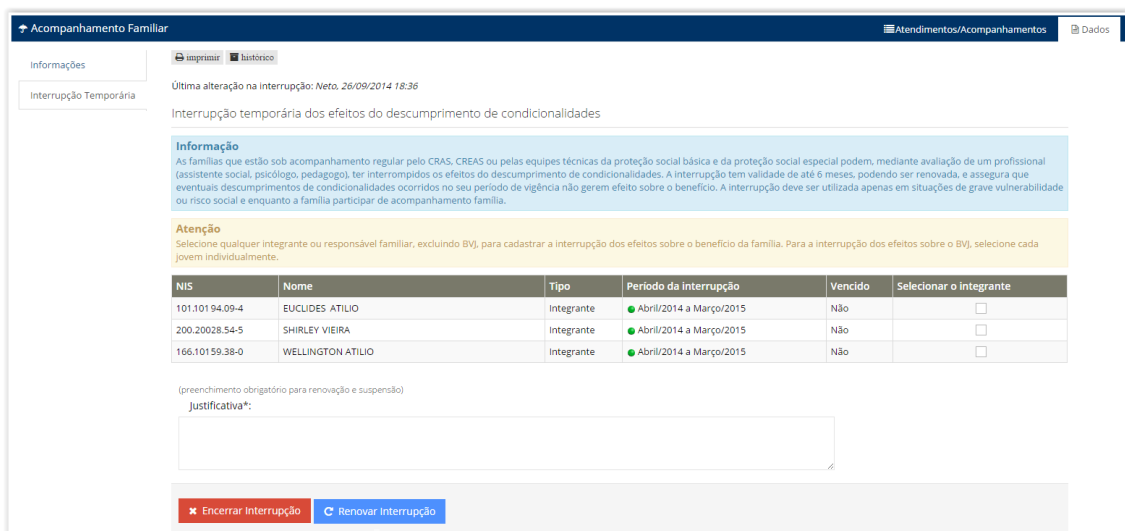 Acompanhamento Familiar
Atendimentos/Acompanhamentos
Dados
Informações
Interrupção Temporária
imprimir histórico
Última alteração na interrupção: Neto, 26/09/2014 18:36
Interrupção temporária dos efeitos do descumprimento de condicionalidades
Informação
As famílias que estão sob acompanhamento regular pelo CRAS, CREAS ou pelas equipes técnicas da proteção social básica e da proteção social especial podem, mediante avaliação de um profissional
(assistente social, psicólogo, pedagogo), ter interrompidos os efeitos do descumprimento de condicionalidades. A interrupção tem validade de até 6 meses, podendo ser renovada, e assegura que
eventuais descumprimentos de condicionalidades ocorridos no seu período de vigência não gerem efeito sobre o benefício. A interrupção deve ser utilizada apenas em situações de grave vulnerabilidade
ou risco social e enquanto a família participar de acompanhamento família.
Atenção
Selecione qualquer integrante ou responsável familiar, excluindo BVJ, para cadastrar a interrupção dos efeitos sobre o benefício da família. Para a interrupção dos efeitos sobre o BVJ, selecione cada
jovem individualmente.
NIS Nome Tipo Período da interrupção Vencido Selecionar o integrante
101.10194.09-4 EUCLIDES ATILIO Integrante Abril/2014 a Março/2015 Não
200.20028.54-5 SHIRLEY VIEIRA Integrante Abril/2014 a Março/2015 Não
166.10159.38-0 WELLINGTON ATILIO Integrante Abril/2014 a Março/2015 Não
(preenchimento obrigatório para renovação e suspensão)
Justificativa*:
Encerrar Interrupção
Renovar Interrupção